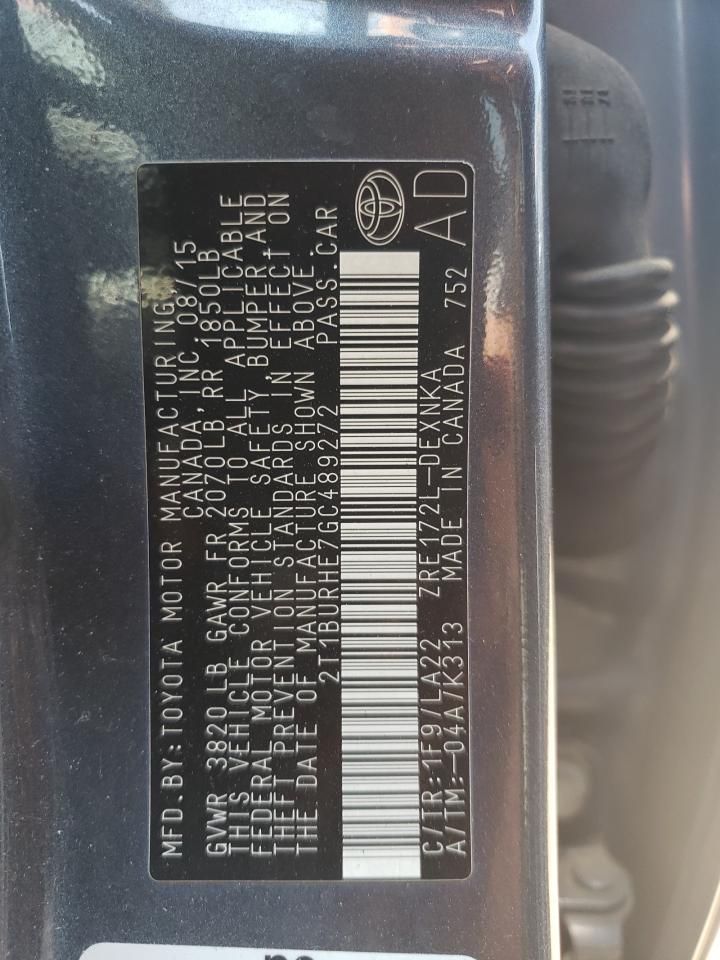 MFD.BY:TOYOTA MOTOR MANUFACTURING
CANADA, INC. 08/15
GVWR 3820 LB GAWR FR 2070LB,RR 1850LB
THIS VEHICLE CONFORMS TO ALL APPLICABLE
FEDERAL MOTOR VEHICLE SAFETY, BUMPER, AND
THEFT PREVENTION STANDARDS IN EFFECT ON
THE DATE OF MANUFACTURE SHOWN ABOVE.
2T1BURHE7GC489272 PASS.CAR
C/TR:1F9/LA22 ZRE172L-DEXNKA
A/TM:-04A/K313 MADE IN CANADA 752
AD